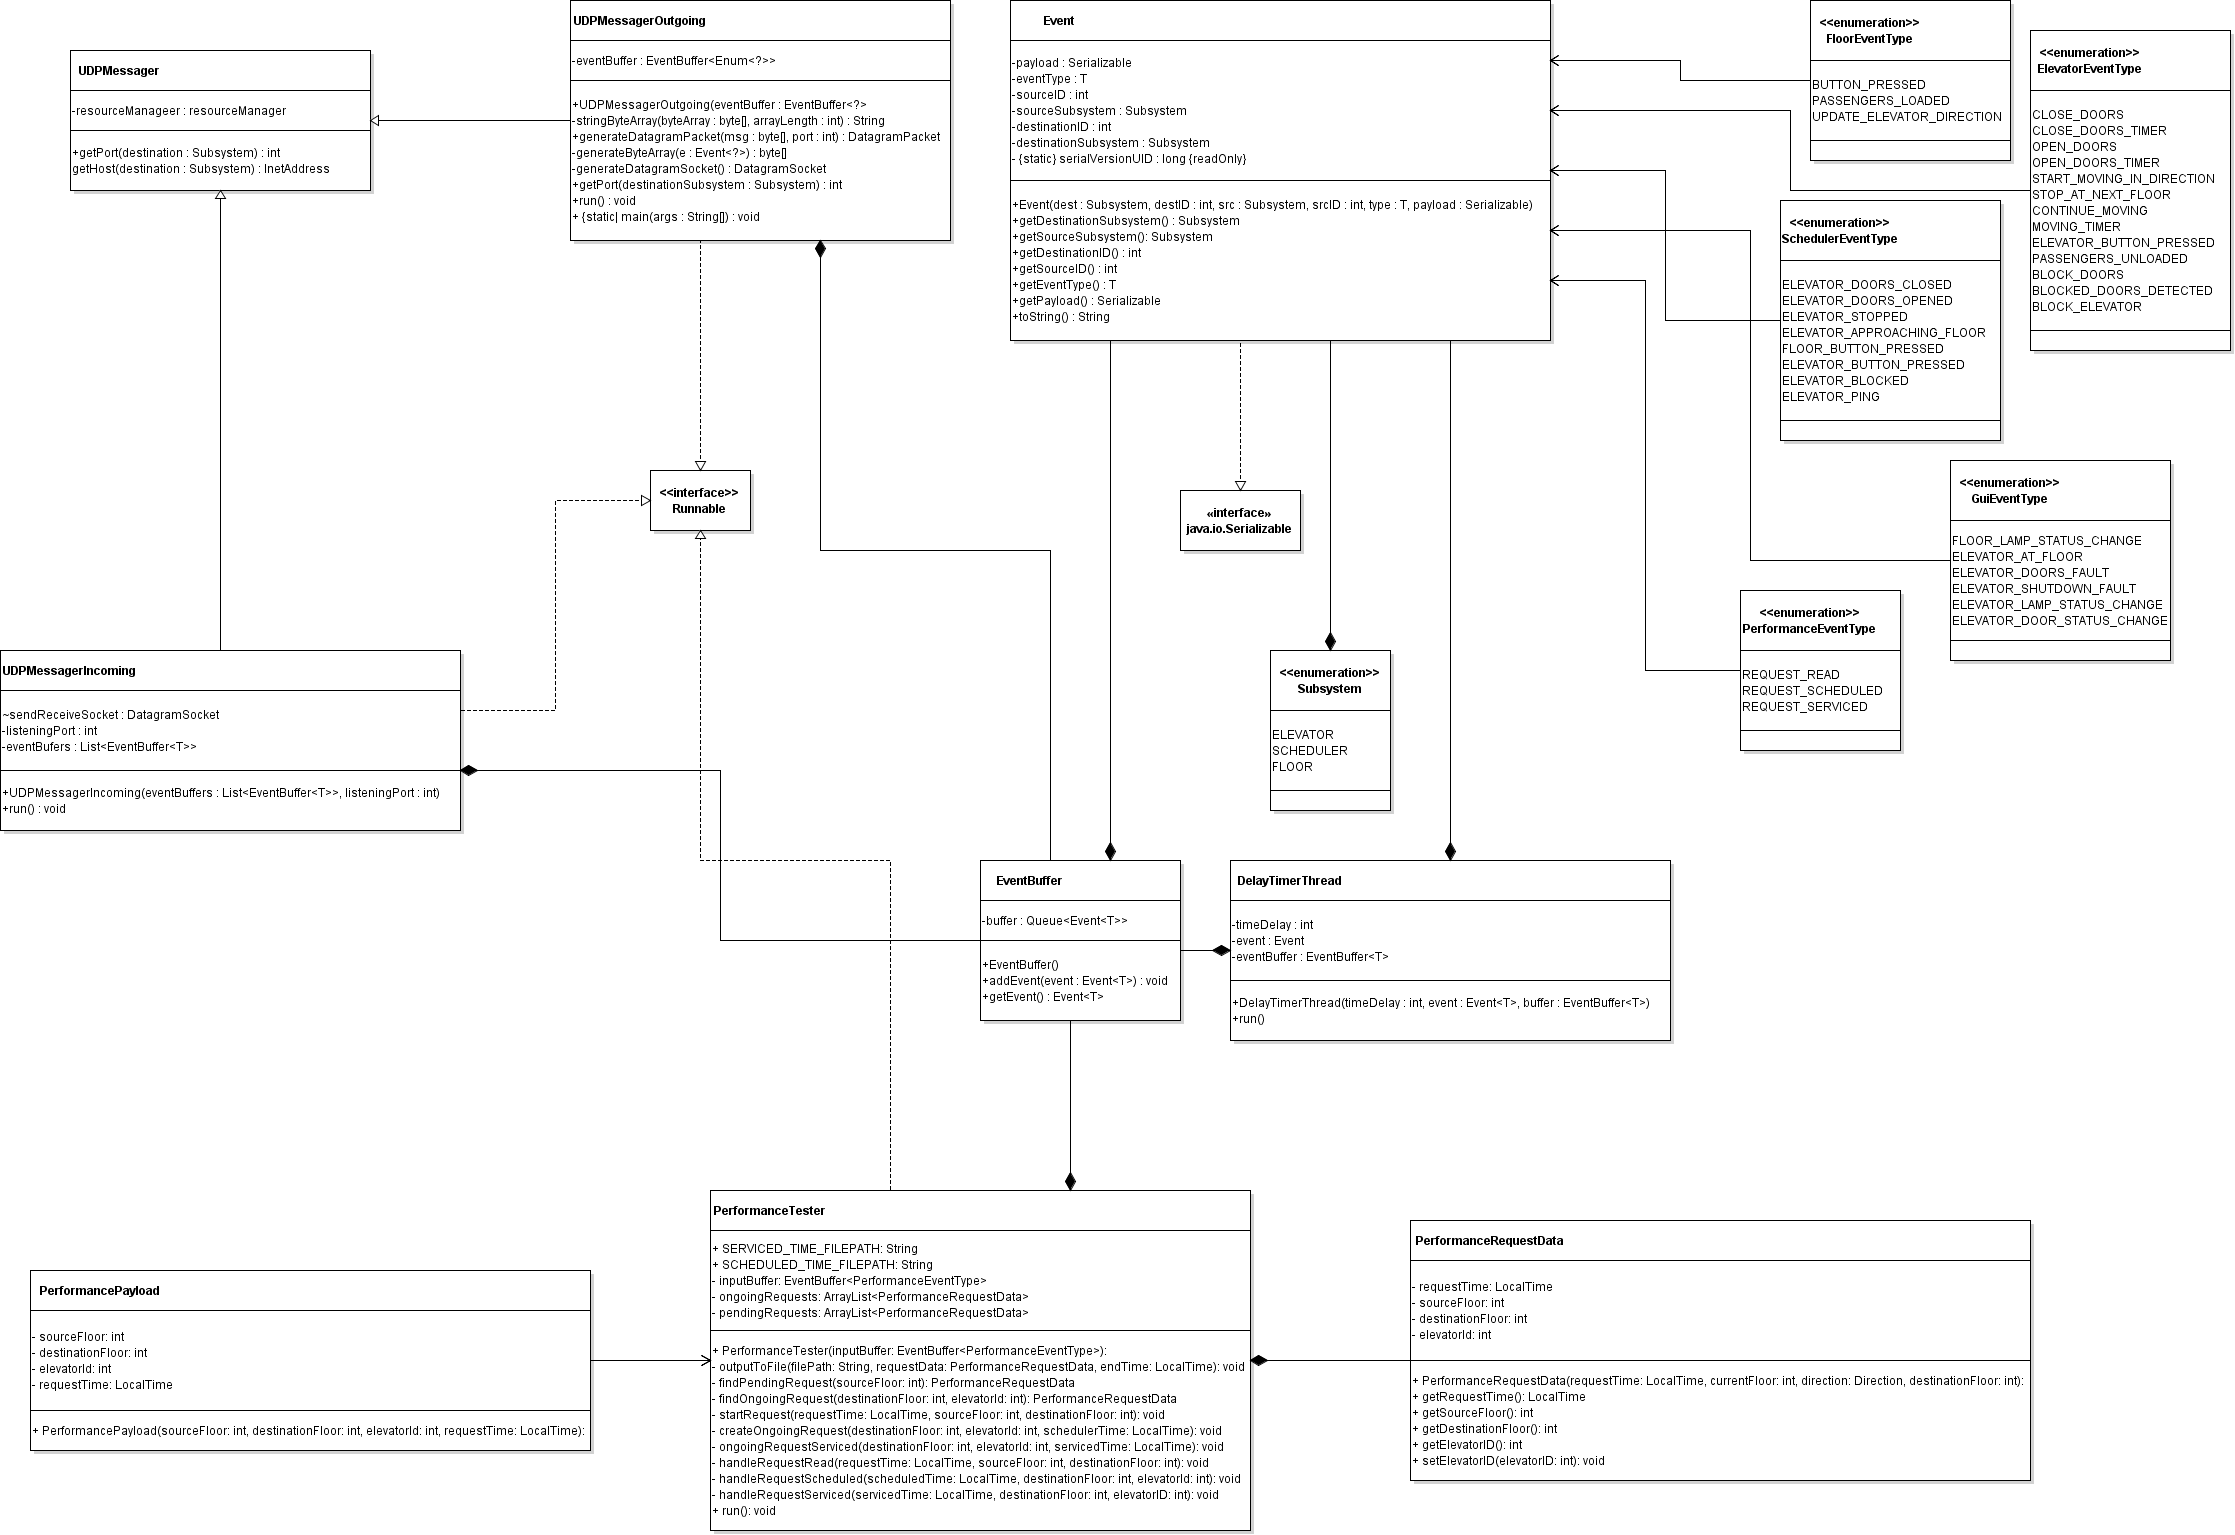 UDPMessager
-resourceManageer : resourceManager
+getPort(destination : Subsystem) : int
getHost(destination : Subsystem) : InetAddress
UDPMessagerOutgoing
-eventBuffer : EventBuffer<Enum<?>>
+UDPMessagerOutgoing(eventBuffer : EventBuffer<?>
-stringByteArray(byteArray : byte[], arrayLength : int) : String
+generateDatagramPacket(msg : byte[], port : int) : DatagramPacket
-generateByteArray(e : Event<?>) : byte[]
-generateDatagramSocket() : DatagramSocket
+getPort(destinationSubsystem : Subsystem) : int
+run() : void
+ {static| main(args : String[]) : void
Event
-payload : Serializable
-eventType : T
-sourceID : int
-sourceSubsystem : Subsystem
-destinationID : int
-destinationSubsystem : Subsystem
- {static} serialVersionUID : long {readOnly}
+Event(dest : Subsystem, destID : int, src : Subsystem, srcID : int, type : T, payload : Serializable)
+getDestinationSubsystem() : Subsystem
+getSourceSubsystem(): Subsystem
+getDestinationID() : int
+getSourceID() : int
+getEventType() : T
+getPayload() : Serializable
+toString() : String
<<enumeration>>
FloorEventType
BUTTON_PRESSED
PASSENGERS_LOADED
UPDATE_ELEVATOR_DIRECTION
<<enumeration>>
ElevatorEventType
CLOSE_DOORS
CLOSE_DOORS_TIMER
OPEN_DOORS
OPEN_DOORS_TIMER
START_MOVING_IN_DIRECTION
STOP_AT_NEXT_FLOOR
CONTINUE_MOVING
MOVING_TIMER
ELEVATOR_BUTTON_PRESSED
PASSENGERS_UNLOADED
BLOCK_DOORS
BLOCKED_DOORS_DETECTED
BLOCK_ELEVATOR
<<enumeration>>
SchedulerEventType
ELEVATOR_DOORS_CLOSED
ELEVATOR_DOORS_OPENED
ELEVATOR_STOPPED
ELEVATOR_APPROACHING_FLOOR
FLOOR_BUTTON_PRESSED
ELEVATOR_BUTTON_PRESSED
ELEVATOR_BLOCKED
ELEVATOR_PING
<<interface>>
Runnable
«interface»
java.io.Serializable
<<enumeration>>
GuiEventType
FLOOR_LAMP_STATUS_CHANGE
ELEVATOR_AT_FLOOR
ELEVATOR_DOORS_FAULT
ELEVATOR_SHUTDOWN_FAULT
ELEVATOR_LAMP_STATUS_CHANGE
ELEVATOR_DOOR_STATUS_CHANGE
<<enumeration>>
PerformanceEventType
REQUEST_READ
REQUEST_SCHEDULED
REQUEST_SERVICED
UDPMessagerIncoming
~sendReceiveSocket : DatagramSocket
-listeningPort : int
-eventBufers : List<EventBuffer<T>>
+UDPMessagerIncoming(eventBuffers : List<EventBuffer<T>>, listeningPort : int)
+run() : void
<<enumeration>>
Subsystem
ELEVATOR
SCHEDULER
FLOOR
EventBuffer
-buffer : Queue<Event<T>>
+EventBuffer()
+addEvent(event : Event<T>) : void
+getEvent() : Event<T>
DelayTimerThread
-timeDelay : int
-event : Event
-eventBuffer : EventBuffer<T>
+DelayTimerThread(timeDelay : int, event : Event<T>, buffer : EventBuffer<T>)
+run()
PerformancePayload
- sourceFloor: int
- destinationFloor: int
- elevatorId: int
- requestTime: LocalTime
+ PerformancePayload(sourceFloor: int, destinationFloor: int, elevatorId: int, requestTime: LocalTime):
PerformanceTester
+ SERVICED_TIME_FILEPATH: String
+ SCHEDULED_TIME_FILEPATH: String
- inputBuffer: EventBuffer<PerformanceEventType>
- ongoingRequests: ArrayList<PerformanceRequestData>
- pendingRequests: ArrayList<PerformanceRequestData>
+ PerformanceTester(inputBuffer: EventBuffer<PerformanceEventType>):
- outputToFile(filePath: String, requestData: PerformanceRequestData, endTime: LocalTime): void
- findPendingRequest(sourceFloor: int): PerformanceRequestData
- findOngoingRequest(destinationFloor: int, elevatorId: int): PerformanceRequestData
- startRequest(requestTime: LocalTime, sourceFloor: int, destinationFloor: int): void
- createOngoingRequest(destinationFloor: int, elevatorId: int, schedulerTime: LocalTime): void
- ongoingRequestServiced(destinationFloor: int, elevatorId: int, servicedTime: LocalTime): void
- handleRequestRead(requestTime: LocalTime, sourceFloor: int, destinationFloor: int): void
- handleRequestScheduled(scheduledTime: LocalTime, destinationFloor: int, elevatorId: int): void
- handleRequestServiced(servicedTime: LocalTime, destinationFloor: int, elevatorID: int): void
+ run(): void
PerformanceRequestData
- requestTime: LocalTime
- sourceFloor: int
- destinationFloor: int
- elevatorId: int
+ PerformanceRequestData(requestTime: LocalTime, currentFloor: int, direction: Direction, destinationFloor: int):
+ getRequestTime(): LocalTime
+ getSourceFloor(): int
+ getDestinationFloor(): int
+ getElevatorID(): int
+ setElevatorID(elevatorID: int): void